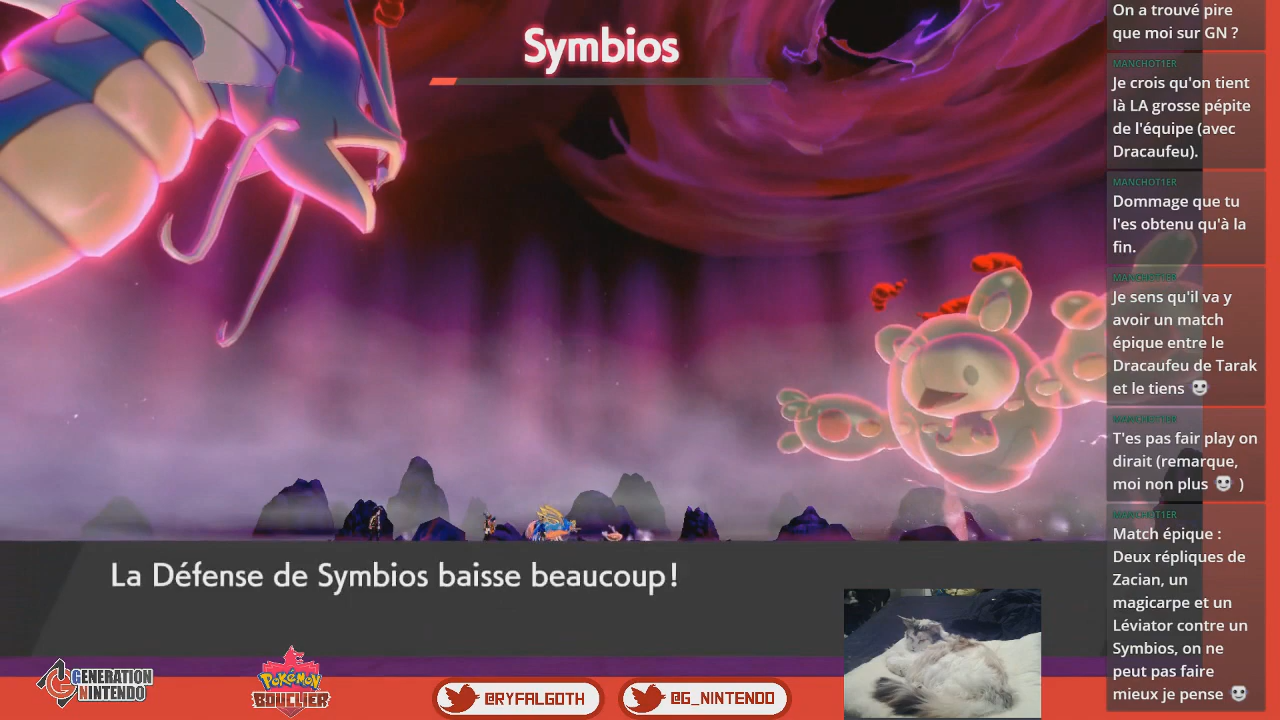 Symbios
La Défense de Symbios baisse beaucoup !
GENERATION
NINTENDO
POKÉMON
BOUCLIER
@RYFALGOTH
@G_NINTENDO
On a trouvé pire
que moi sur GN ?
MANCHOT1ER
Je crois qu'on tient
là LA grosse pépite
de l'équipe (avec
Dracaufeu).
MANCHOT1ER
Dommage que tu
l'es obtenu qu'à la
fin.
MANCHOT1ER
Je sens qu'il va y
avoir un match
épique entre le
Dracaufeu de Tarak
et le tiens
MANCHOT1ER
T'es pas fair play on
dirait (remarque,
moi non plus )
MANCHOT1ER
Match épique :
Deux répliques de
Zacian, un
magicarpe et un
Léviator contre un
Symbios, on ne
peut pas faire
mieux je pense